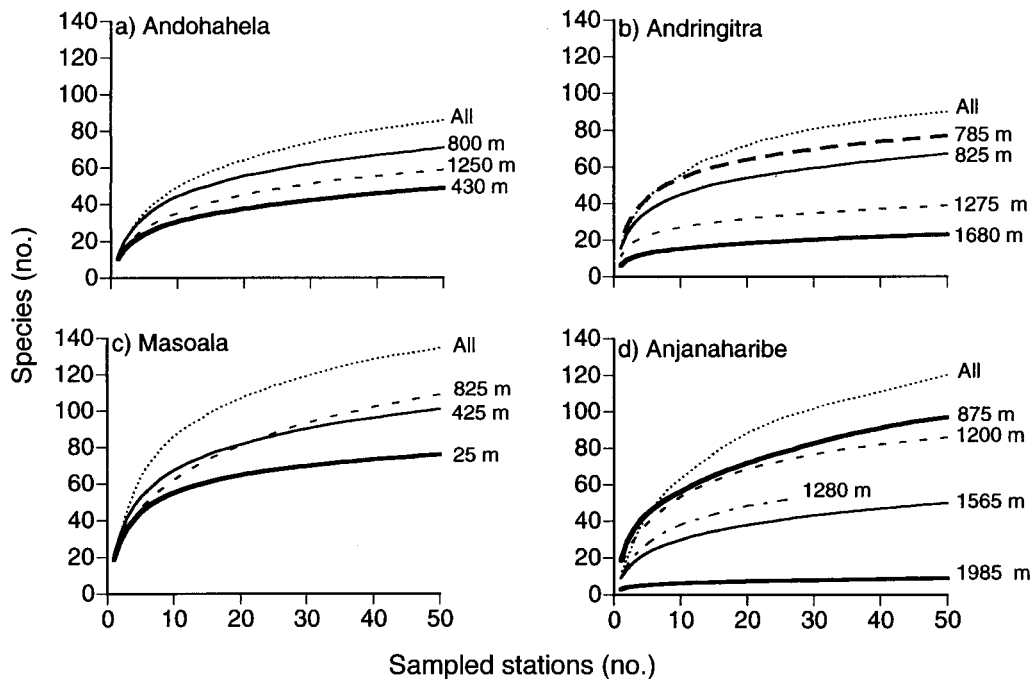 Species (no.)
a) Andohahela
140
120
100
80
60
40
20
0
All
800 m
1250 m
430 m
b) Andringitra
140
120
100
80
60
40
20
0
All
785 m
825 m
1275 m
1680 m
c) Masoala
140
120
100
80
60
40
20
0
All
825 m
425 m
25 m
0 10 20 30 40 50
d) Anjanaharibe
140
120
100
80
60
40
20
0
All
875 m
1200 m
1280 m
1565 m
1985 m
0 10 20 30 40 50
Sampled stations (no.)